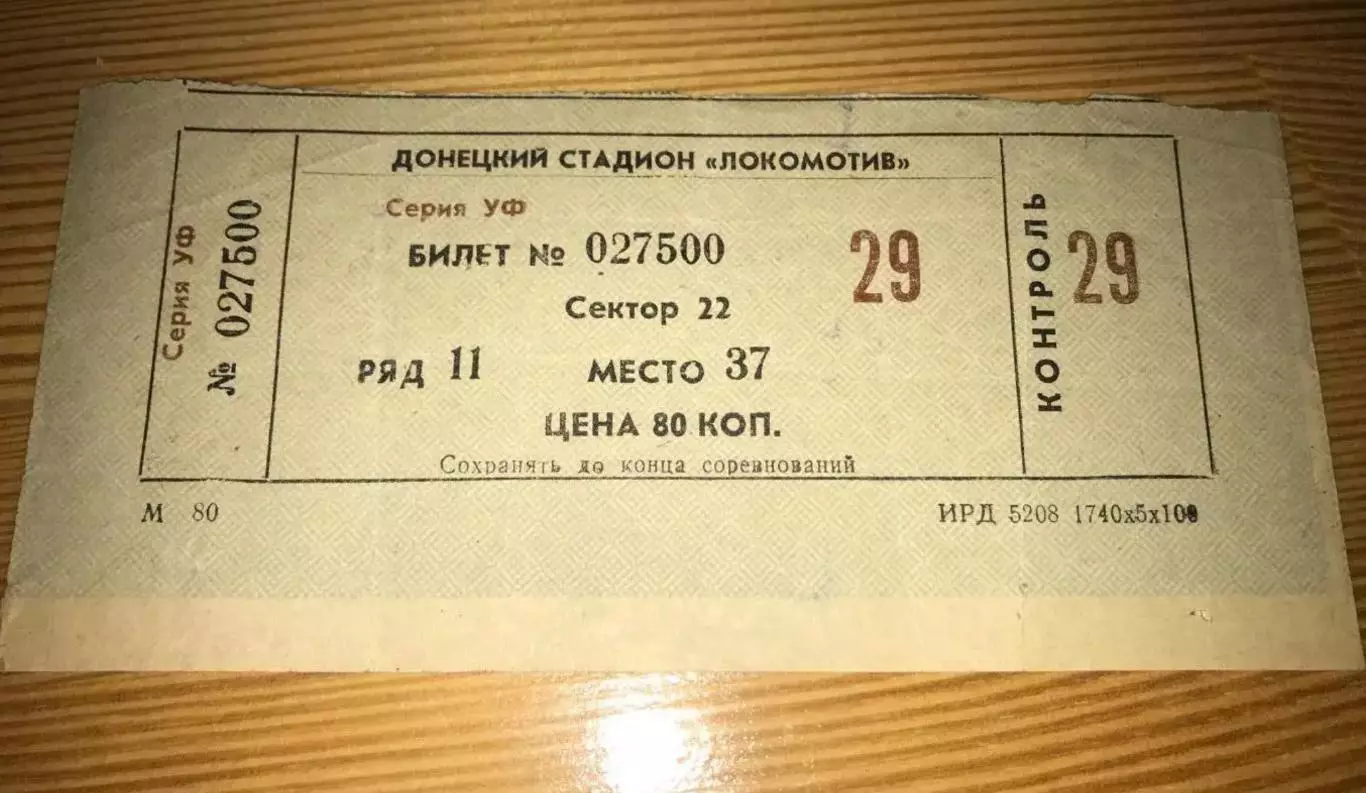 Серия УФ
№ 027500
ДОНЕЦКИЙ СТАДИОН «ЛОКОМОТИВ»
Серия УФ
БИЛЕТ № 027500
29
Сектор 22
РЯД 11 МЕСТО 37
ЦЕНА 80 КОП.
Сохранять до конца соревнований
КОНТРОЛЬ
29
М 80
ИРД 5208 1740х5х100